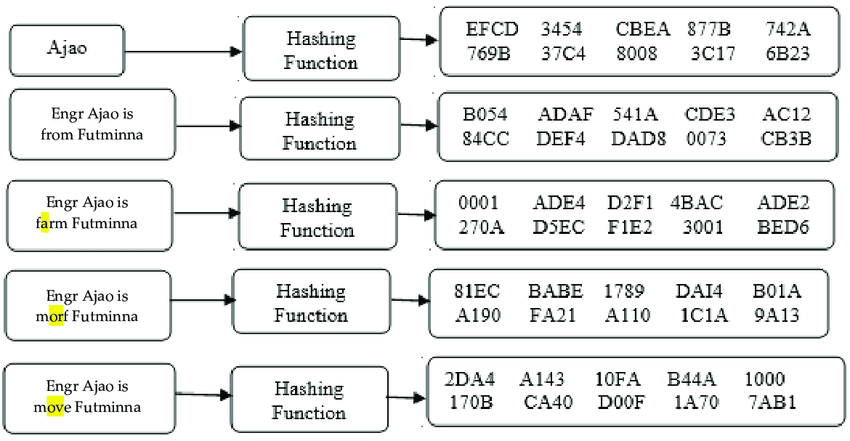 Ajao
Hashing
Function
EFCD 3454 CBEA 877B 742A
769B 37C4 8008 3C17 6B23
Engr Ajao is
from Futminna
Hashing
Function
B054 ADAF 541A CDE3 AC12
84CC DEF4 DAD8 0073 CB3B
Engr Ajao is
farm Futminna
Hashing
Function
0001 ADE4 D2F1 4BAC ADE2
270A D5EC F1E2 3001 BED6
Engr Ajao is
morf Futminna
Hashing
Function
81EC BABE 1789 DAI4 B01A
A190 FA21 A110 1C1A 9A13
Engr Ajao is
move Futminna
Hashing
Function
2DA4 A143 10FA B44A 1000
170B CA40 D00F 1A70 7AB1